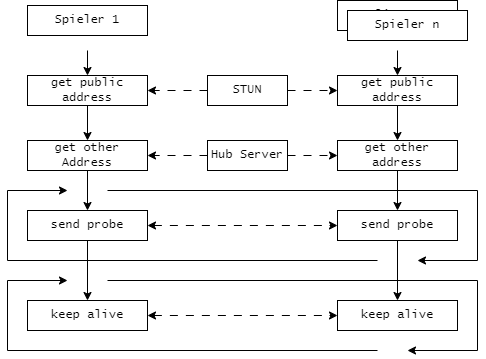 Spieler 1
Spieler n
get public
address
STUN
get public
address
get other
Address
Hub Server
get other
address
send probe
send probe
keep alive
keep alive